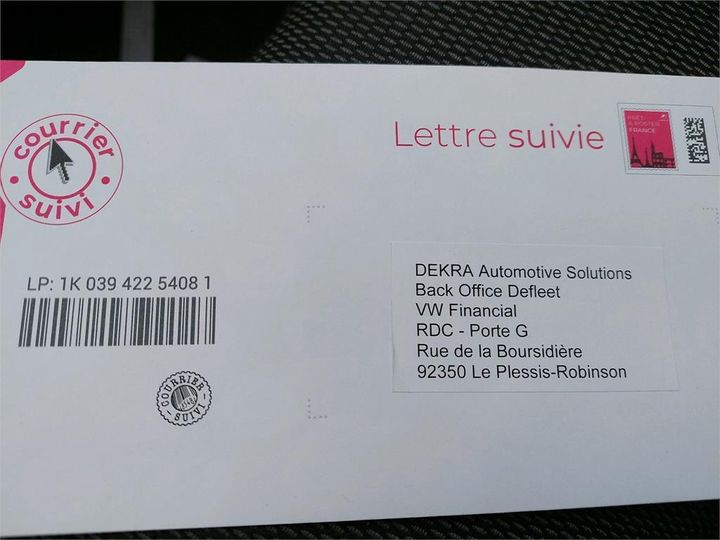 courrier
suivi
Lettre suivie
PRÊT
À POSTER
FRANCE
LP: 1K 039 422 5408 1
COURRIER
SUIVI
DEKRA Automotive Solutions
Back Office Defleet
VW Financial
RDC - Porte G
Rue de la Boursidière
92350 Le Plessis-Robinson